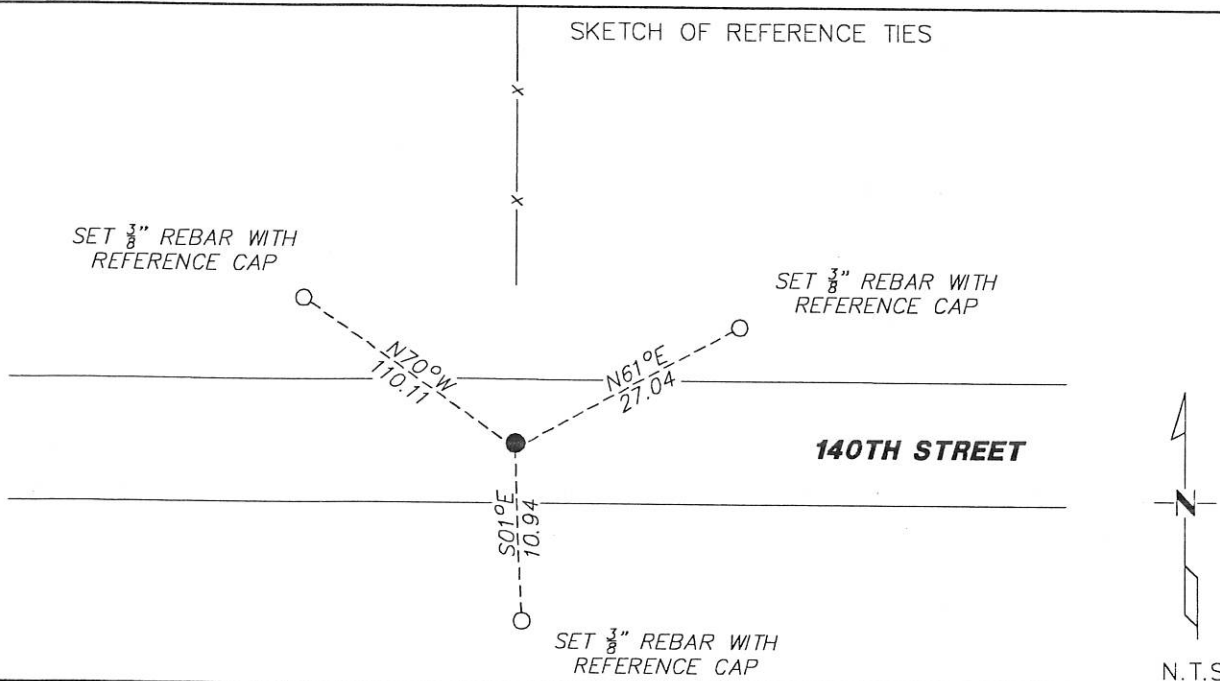 SKETCH OF REFERENCE TIES
x
x
SET 3/8" REBAR WITH
REFERENCE CAP
SET 3/8" REBAR WITH
REFERENCE CAP
N70°W
110.11
N61°E
27.04
140TH STREET
S01°E
10.94
N
SET 3/8" REBAR WITH
REFERENCE CAP
N.T.S